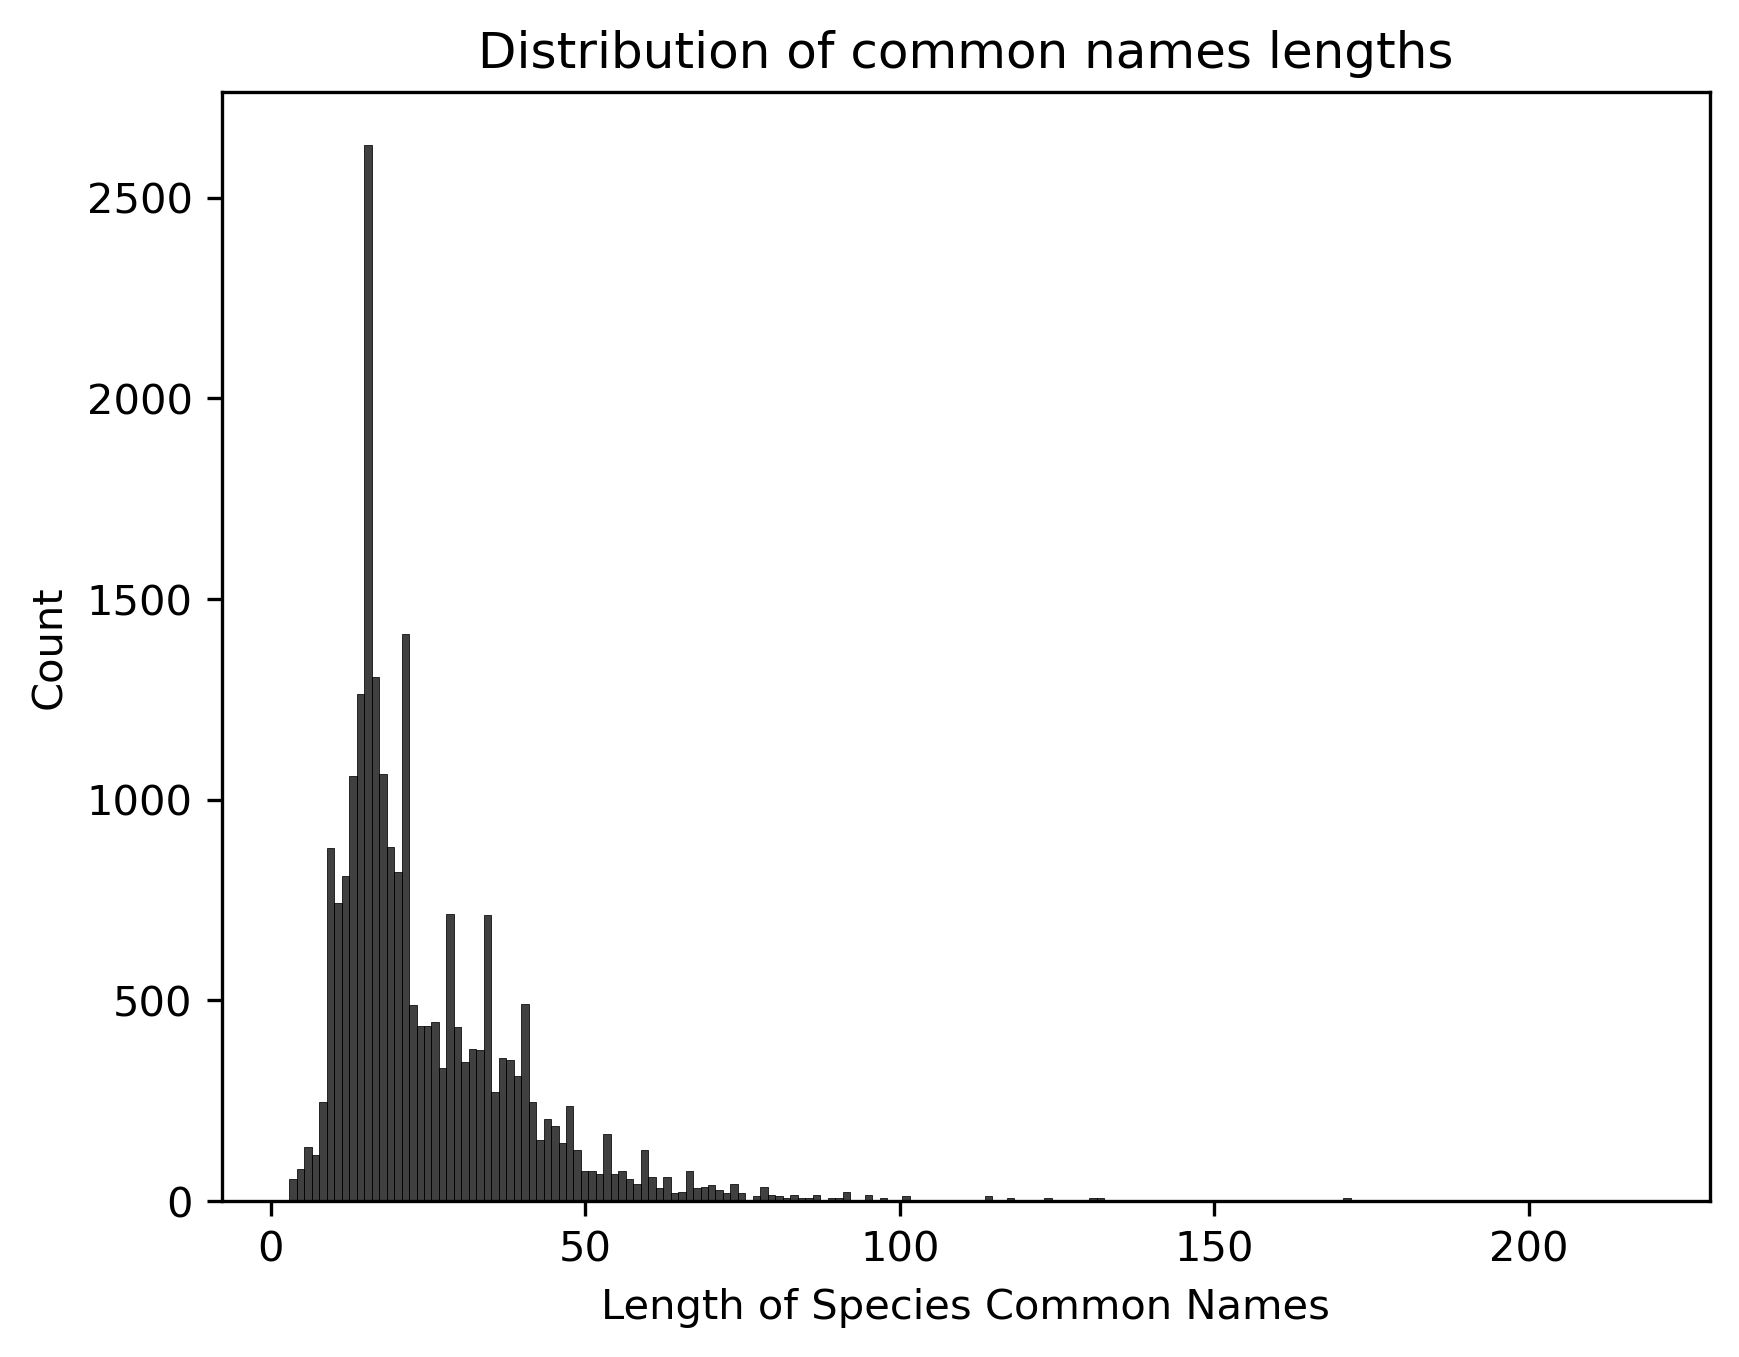 Distribution of common names lengths
Count
2500
2000
1500
1000
500
0
0 50 100 150 200
Length of Species Common Names